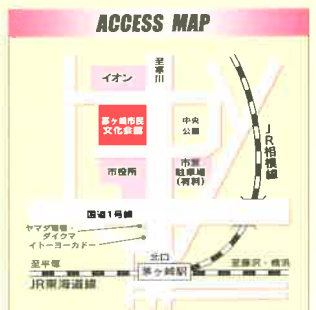 ACCESS MAP
至寒川
イオン
茅ヶ崎市民
文化会館
中央
公園
JR相模線
市役所
市営
駐車場
(有料)
国道1号線
ヤマダ電機・
ダイクマ
イトーヨーカドー
北口
至平塚
茅ヶ崎駅
至藤沢・横浜
JR東海道線